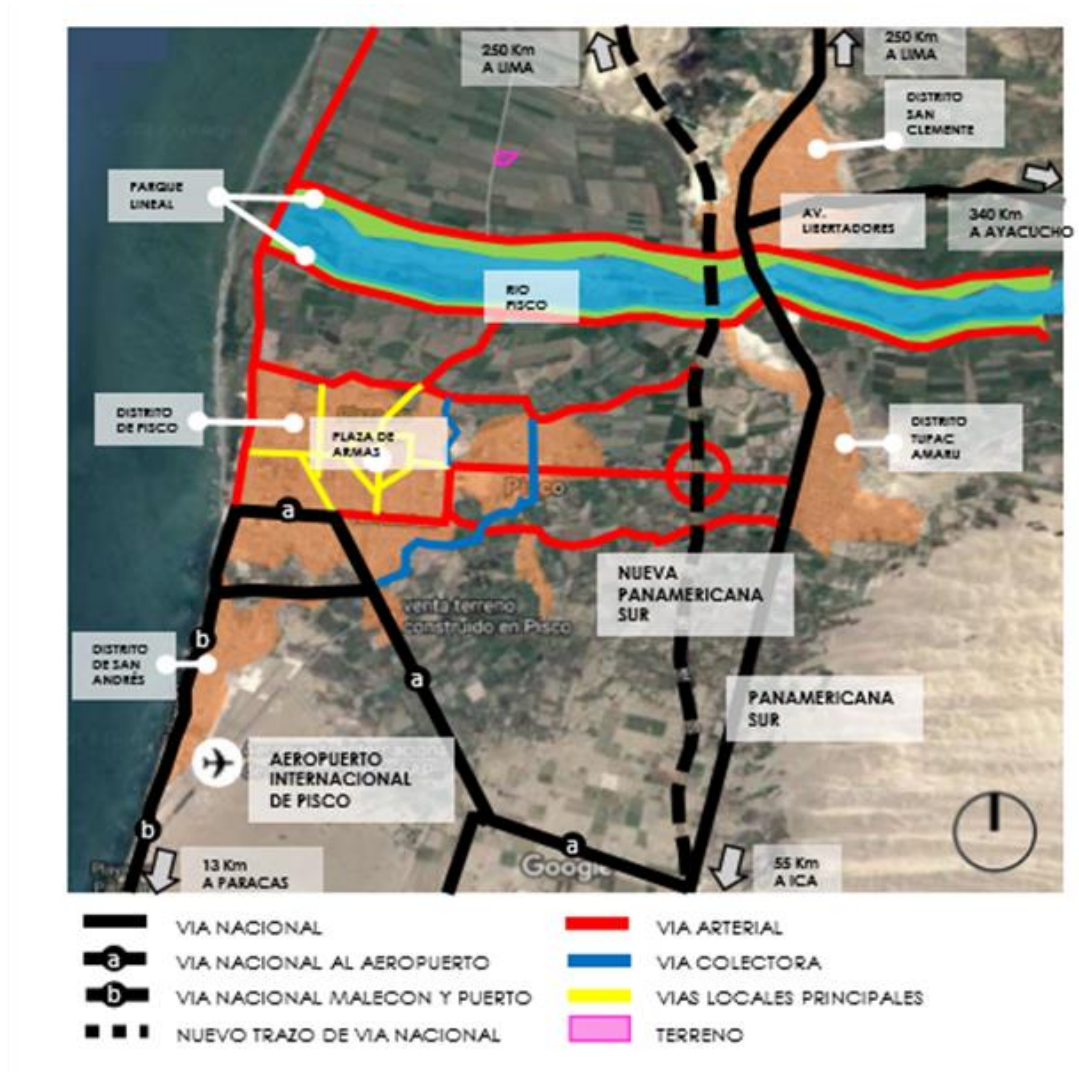 250 Km
A LIMA
250 Km
A LIMA
DISTRITO
SAN
CLEMENTE
PARQUE
LINEAL
AV.
LIBERTADORES
340 Km
A AYACUCHO
RIO
PISCO
DISTRITO
DE PISCO
PLAZA DE
ARMAS
DISTRITO
TUPAC
AMARU
Pisco
a
NUEVA
PANAMERICANA
SUR
venta terreno
construido en Pisco
b
DISTRITO
DE SAN
ANDRÉS
a
PANAMERICANA
SUR
AEROPUERTO
INTERNACIONAL
DE PISCO
b
a
Google
13 Km
A PARACAS
55 Km
A ICA
VIA NACIONAL
a VIA NACIONAL AL AEROPUERTO
b VIA NACIONAL MALECON Y PUERTO
NUEVO TRAZO DE VIA NACIONAL
VIA ARTERIAL
VIA COLECTORA
VIAS LOCALES PRINCIPALES
TERRENO